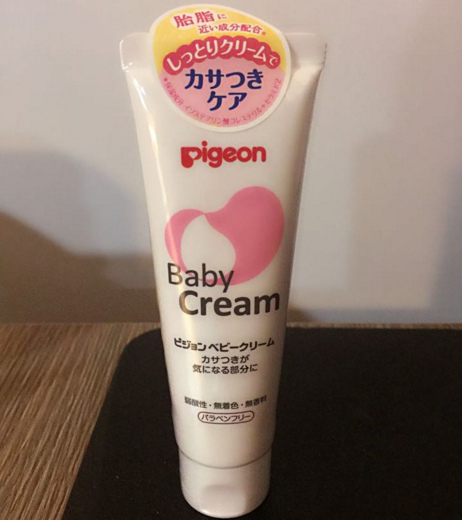 胎脂に
近い成分配合。
しっとりクリームで
カサつき
ケア
pigeon
Baby
Cream
ピジョン ベビークリーム
カサつきが
気になる部分に
弱酸性・無着色・無香料
パラベンフリー